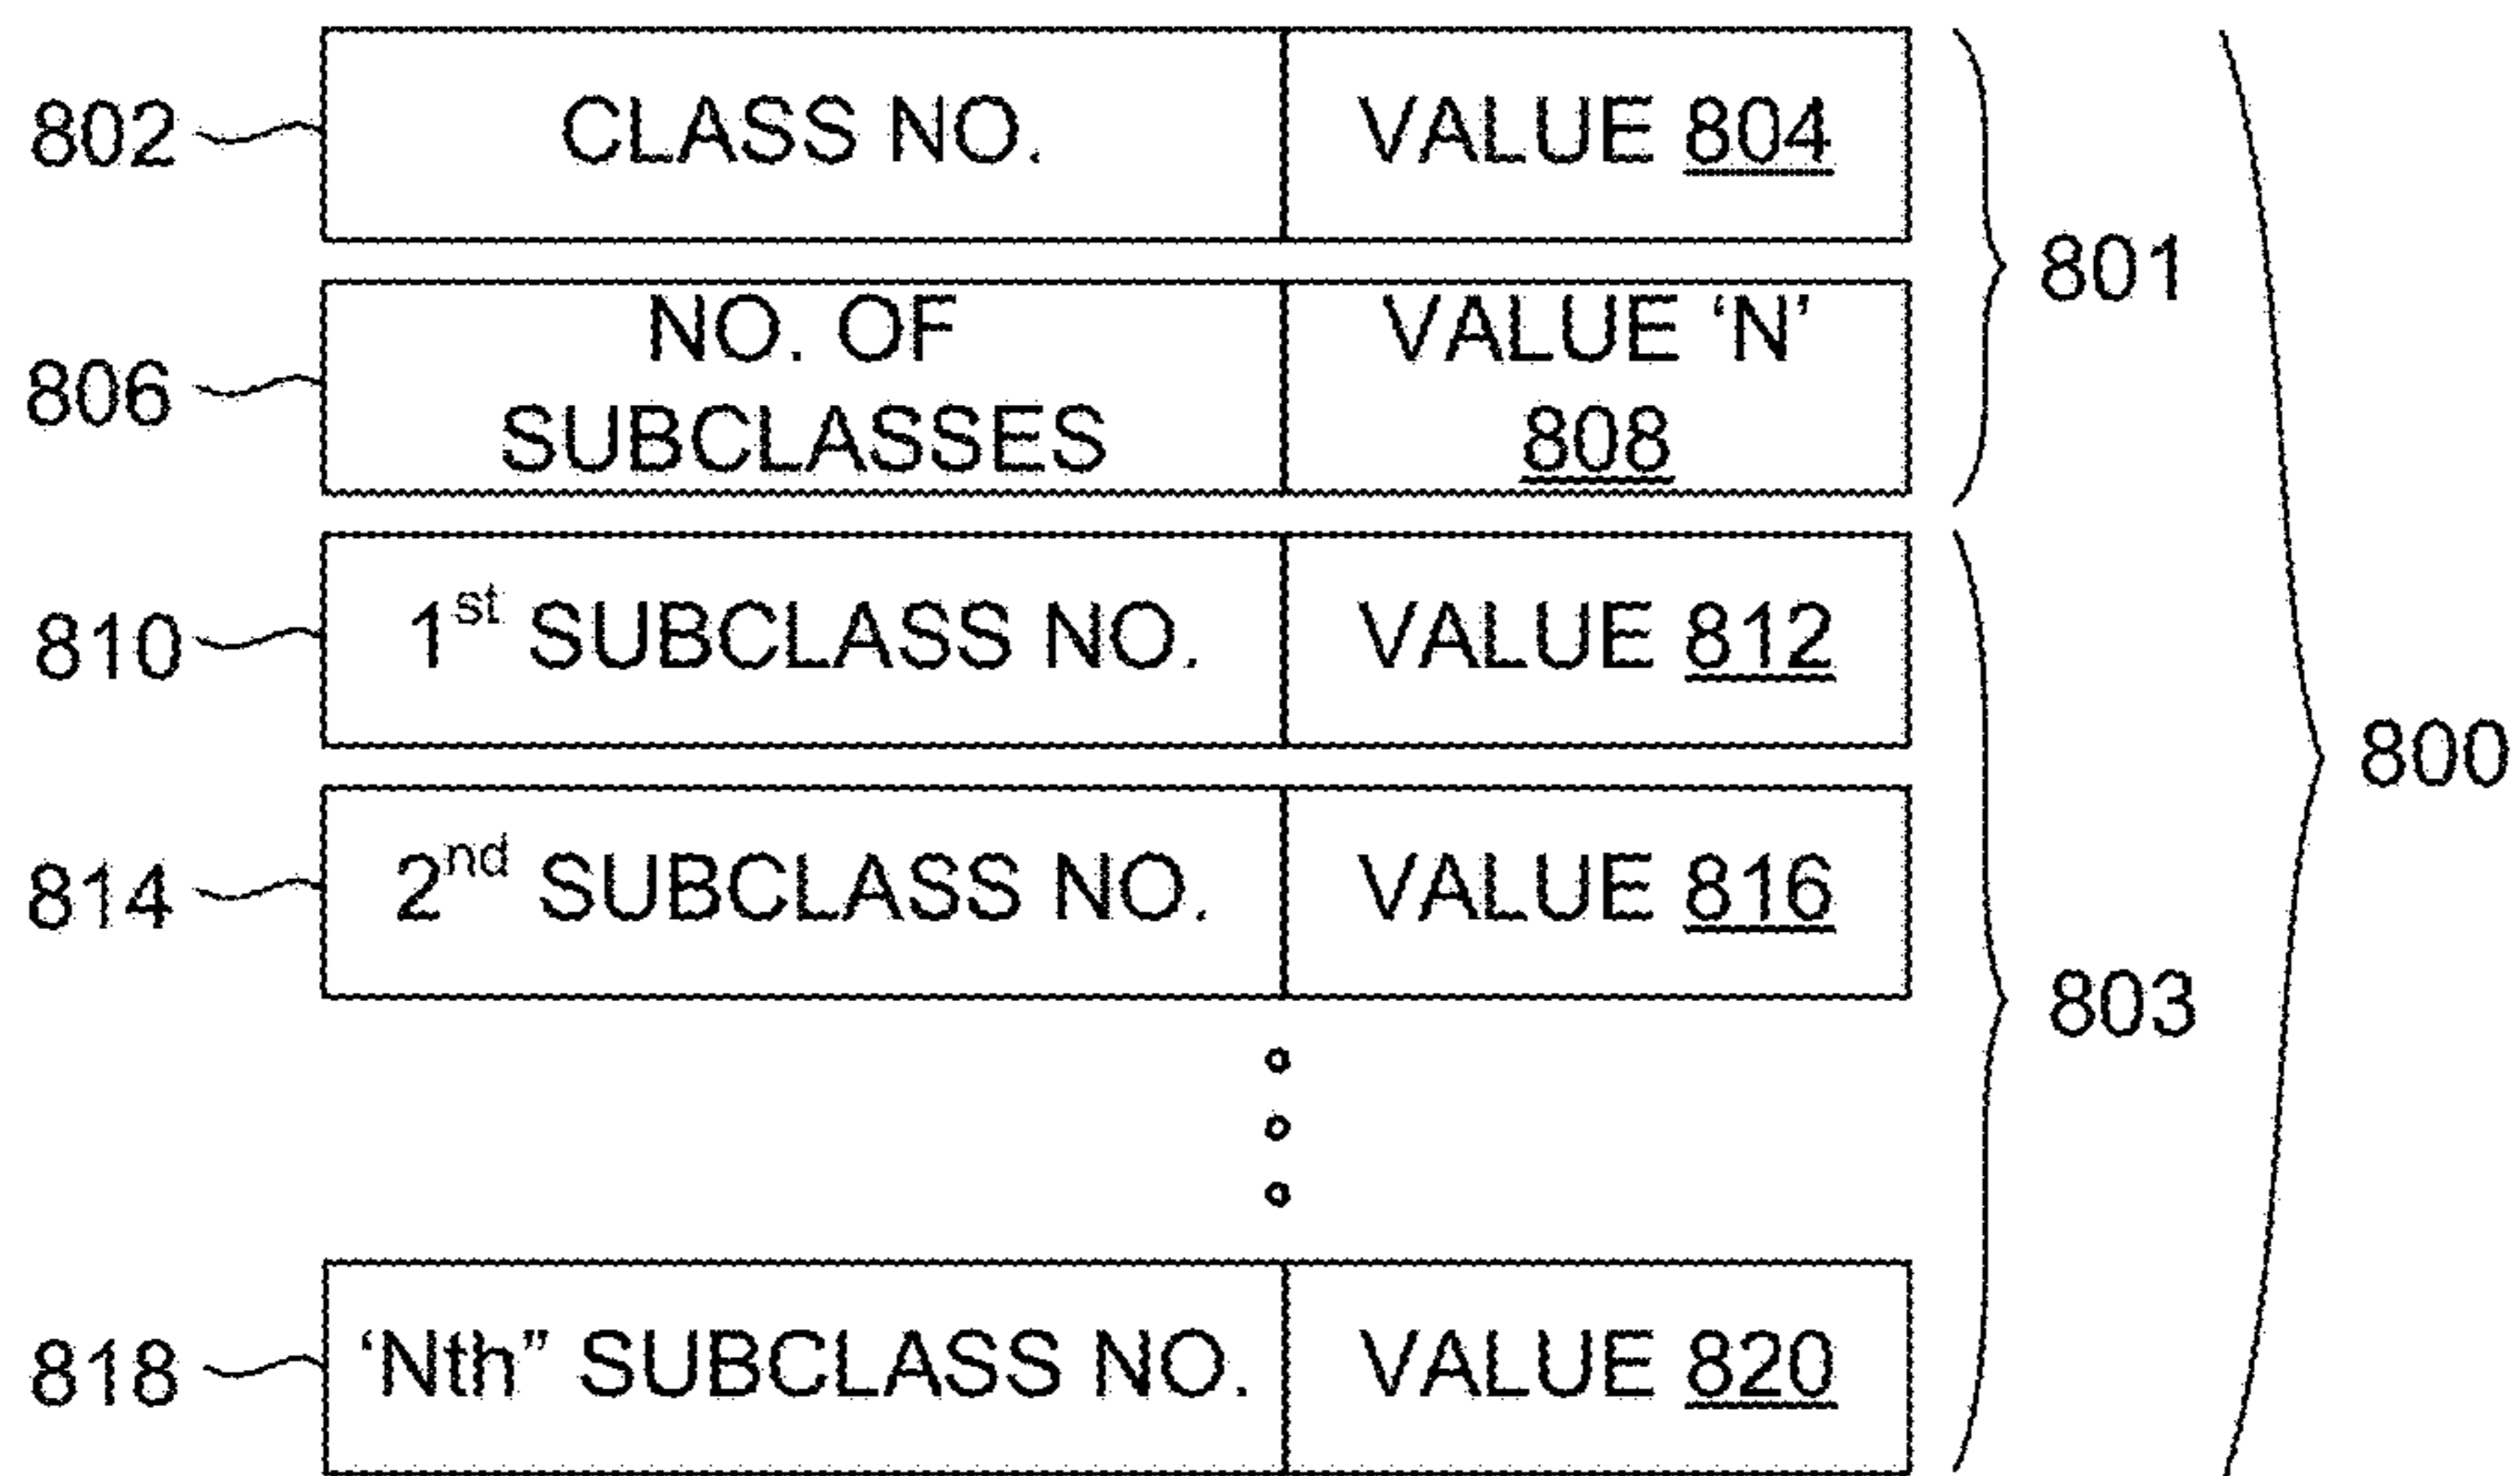 802 CLASS NO. VALUE 804
801
806 NO. OF SUBCLASSES VALUE ‘N’ 808
810 1st SUBCLASS NO. VALUE 812
800
814 2nd SUBCLASS NO. VALUE 816
803
818 ‘Nth” SUBCLASS NO. VALUE 820